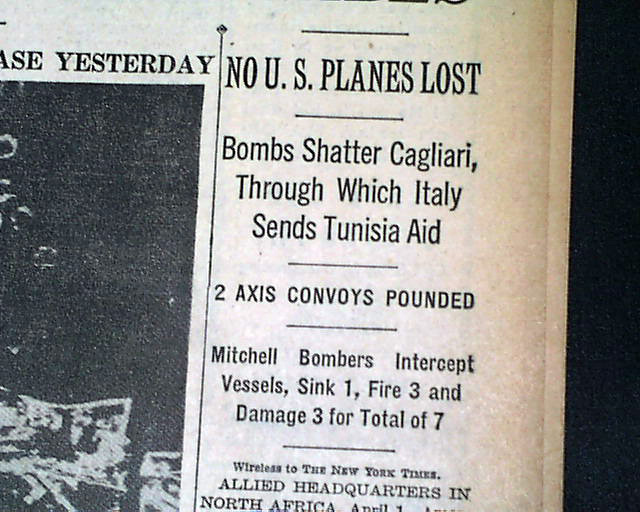 ASE YESTERDAY
NO U. S. PLANES LOST
Bombs Shatter Cagliari,
Through Which Italy
Sends Tunisia Aid
2 AXIS CONVOYS POUNDED
Mitchell Bombers Intercept
Vessels, Sink 1, Fire 3 and
Damage 3 for Total of 7
Wireless to THE NEW YORK TIMES.
ALLIED HEADQUARTERS IN
NORTH AFRICA, April 1